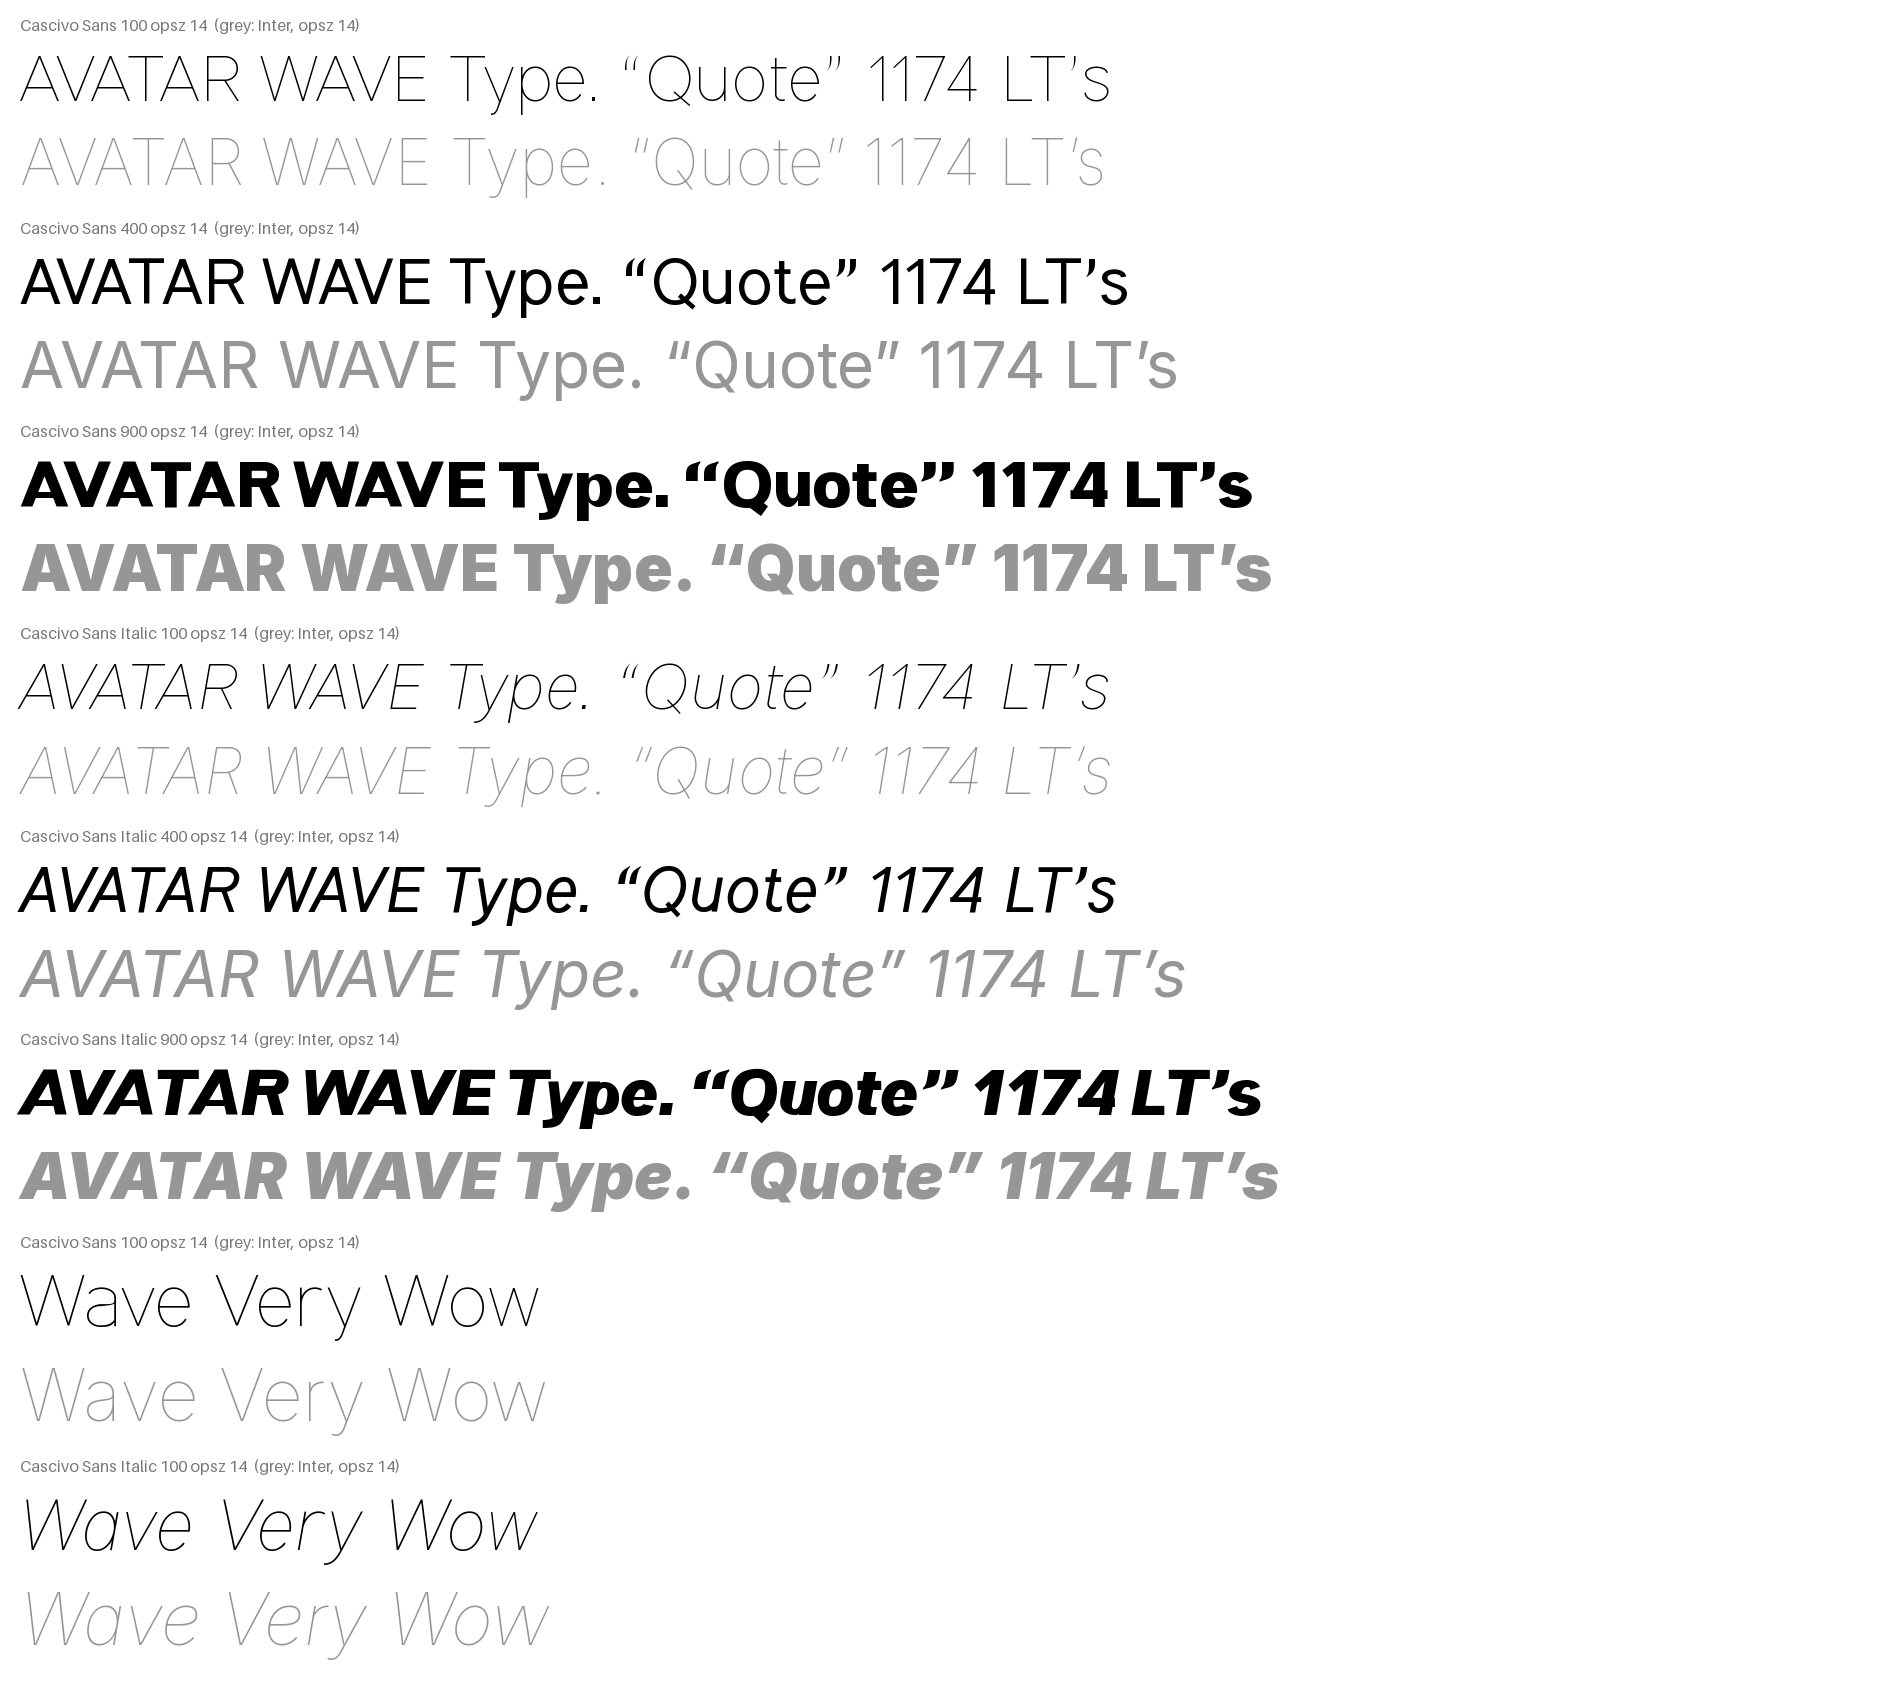 Cascivo Sans 100 opsz 14  (grey: Inter, opsz 14)
AVATAR WAVE Type. “Quote” 1174 LT’s
AVATAR WAVE Type. “Quote” 1174 LT’s
Cascivo Sans 400 opsz 14  (grey: Inter, opsz 14)
AVATAR WAVE Type. “Quote” 1174 LT’s
AVATAR WAVE Type. “Quote” 1174 LT’s
Cascivo Sans 900 opsz 14  (grey: Inter, opsz 14)
AVATAR WAVE Type. “Quote” 1174 LT’s
AVATAR WAVE Type. “Quote” 1174 LT’s
Cascivo Sans Italic 100 opsz 14  (grey: Inter, opsz 14)
AVATAR WAVE Type. “Quote” 1174 LT’s
AVATAR WAVE Type. “Quote” 1174 LT’s
Cascivo Sans Italic 400 opsz 14  (grey: Inter, opsz 14)
AVATAR WAVE Type. “Quote” 1174 LT’s
AVATAR WAVE Type. “Quote” 1174 LT’s
Cascivo Sans Italic 900 opsz 14  (grey: Inter, opsz 14)
AVATAR WAVE Type. “Quote” 1174 LT’s
AVATAR WAVE Type. “Quote” 1174 LT’s
Cascivo Sans 100 opsz 14  (grey: Inter, opsz 14)
Wave Very Wow
Wave Very Wow
Cascivo Sans Italic 100 opsz 14  (grey: Inter, opsz 14)
Wave Very Wow
Wave Very Wow